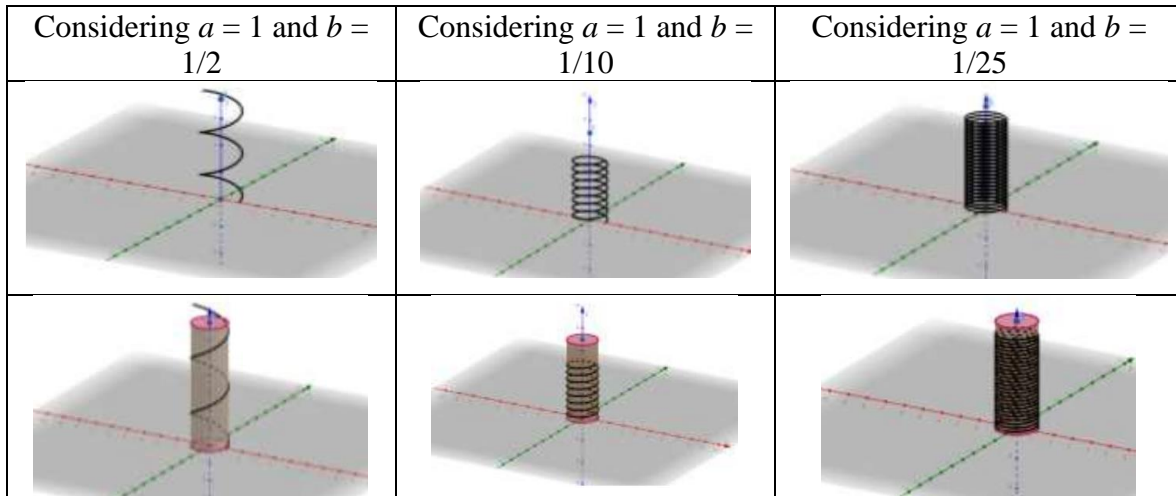 Considering a = 1 and b =
1/2
Considering a = 1 and b =
1/10
Considering a = 1 and b =
1/25